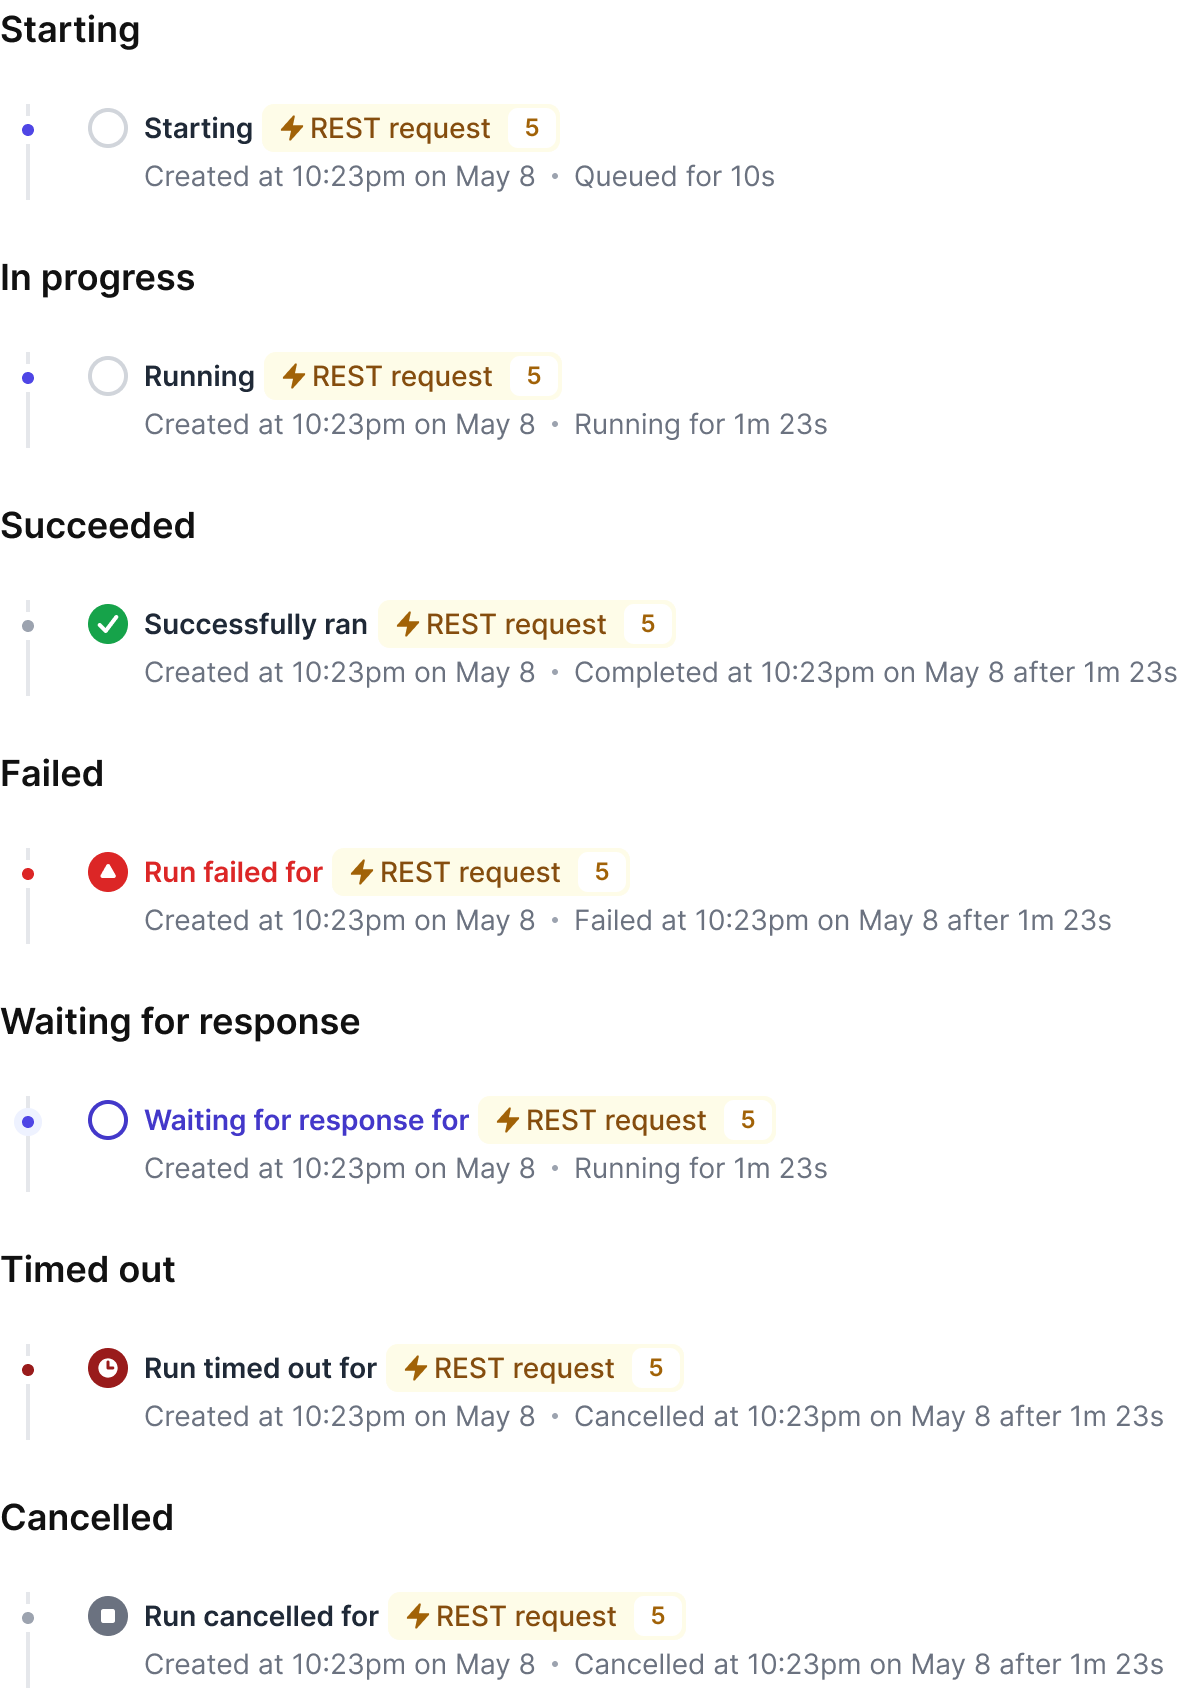 Starting
Starting REST request 5
Created at 10:23pm on May 8 • Queued for 10s
In progress
Running REST request 5
Created at 10:23pm on May 8 • Running for 1m 23s
Succeeded
Successfully ran REST request 5
Created at 10:23pm on May 8 • Completed at 10:23pm on May 8 after 1m 23s
Failed
Run failed for REST request 5
Created at 10:23pm on May 8 • Failed at 10:23pm on May 8 after 1m 23s
Waiting for response
Waiting for response for REST request 5
Created at 10:23pm on May 8 • Running for 1m 23s
Timed out
Run timed out for REST request 5
Created at 10:23pm on May 8 • Cancelled at 10:23pm on May 8 after 1m 23s
Cancelled
Run cancelled for REST request 5
Created at 10:23pm on May 8 • Cancelled at 10:23pm on May 8 after 1m 23s